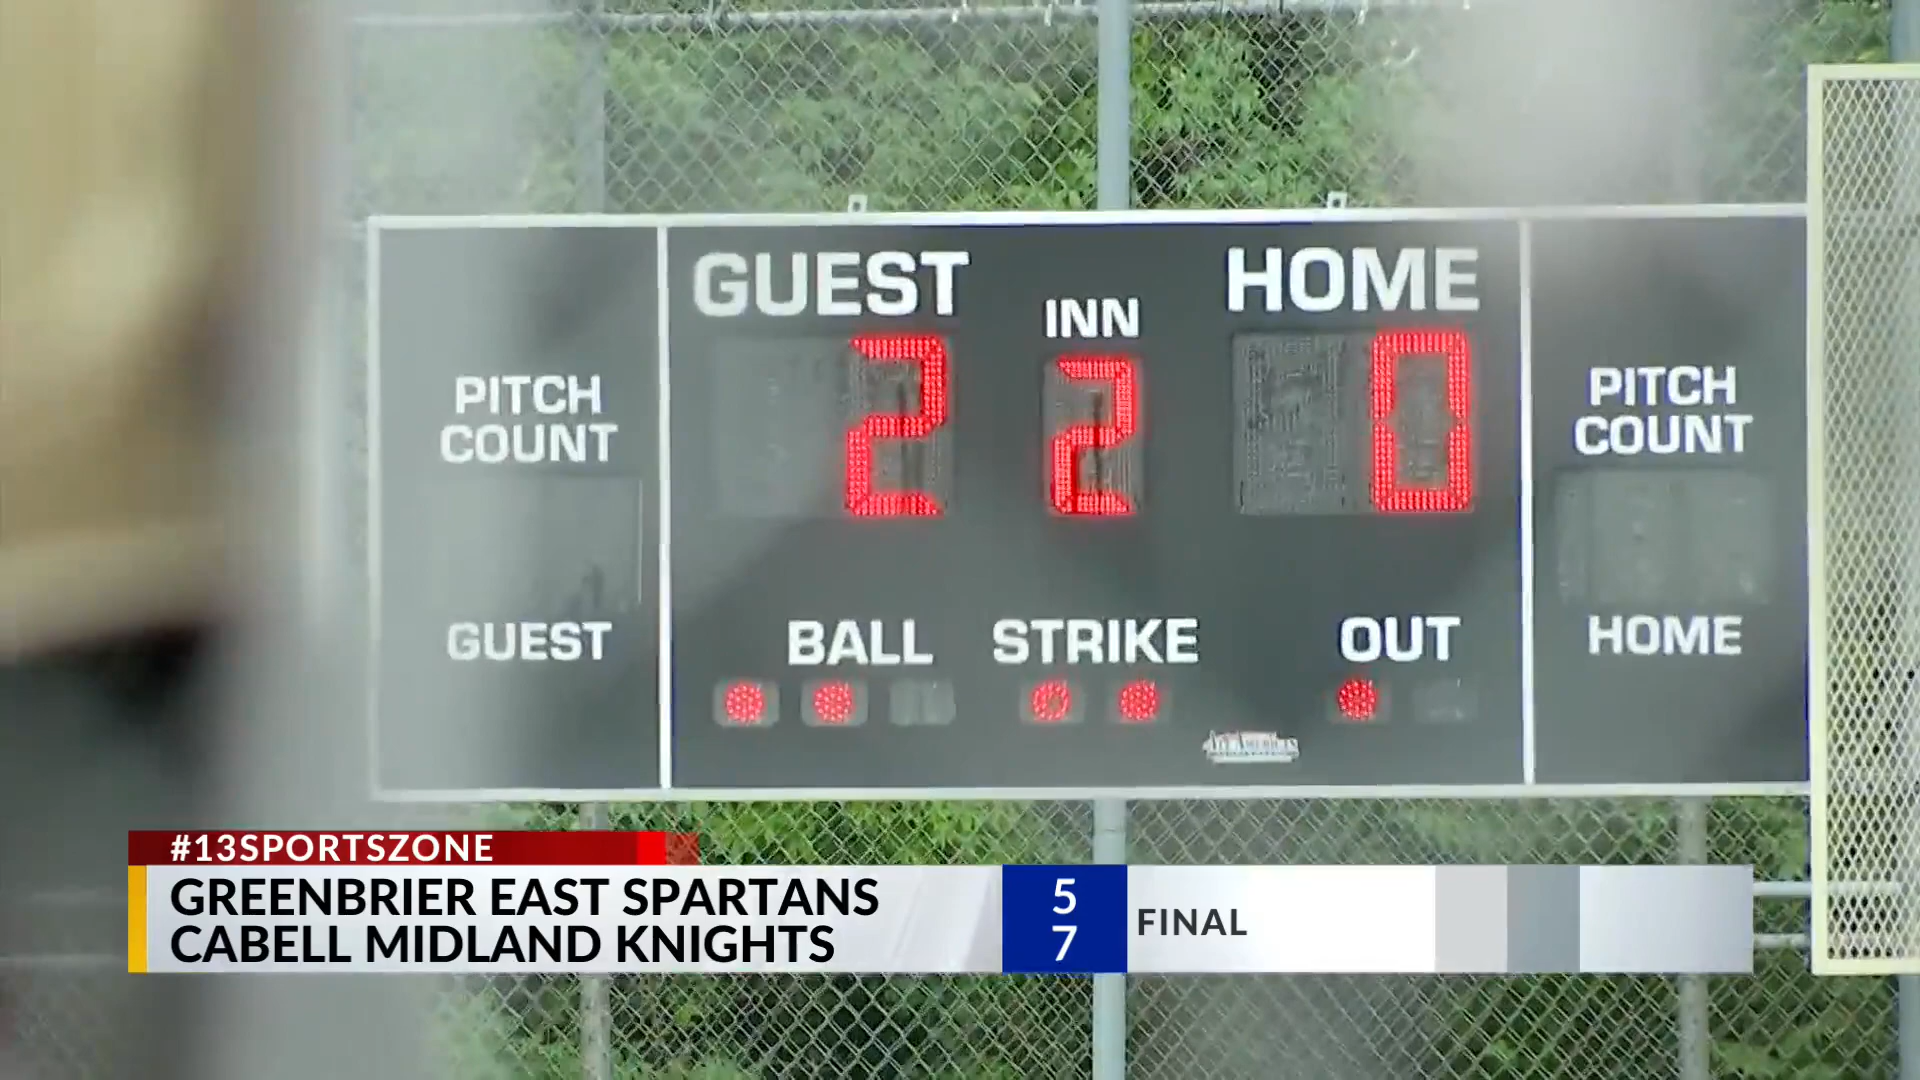 GUEST
INN
HOME
2
2
0
PITCH
COUNT
GUEST
PITCH
COUNT
HOME
BALL
STRIKE
OUT
#13SPORTSZONE
GREENBRIER EAST SPARTANS 5
CABELL MIDLAND KNIGHTS 7
FINAL